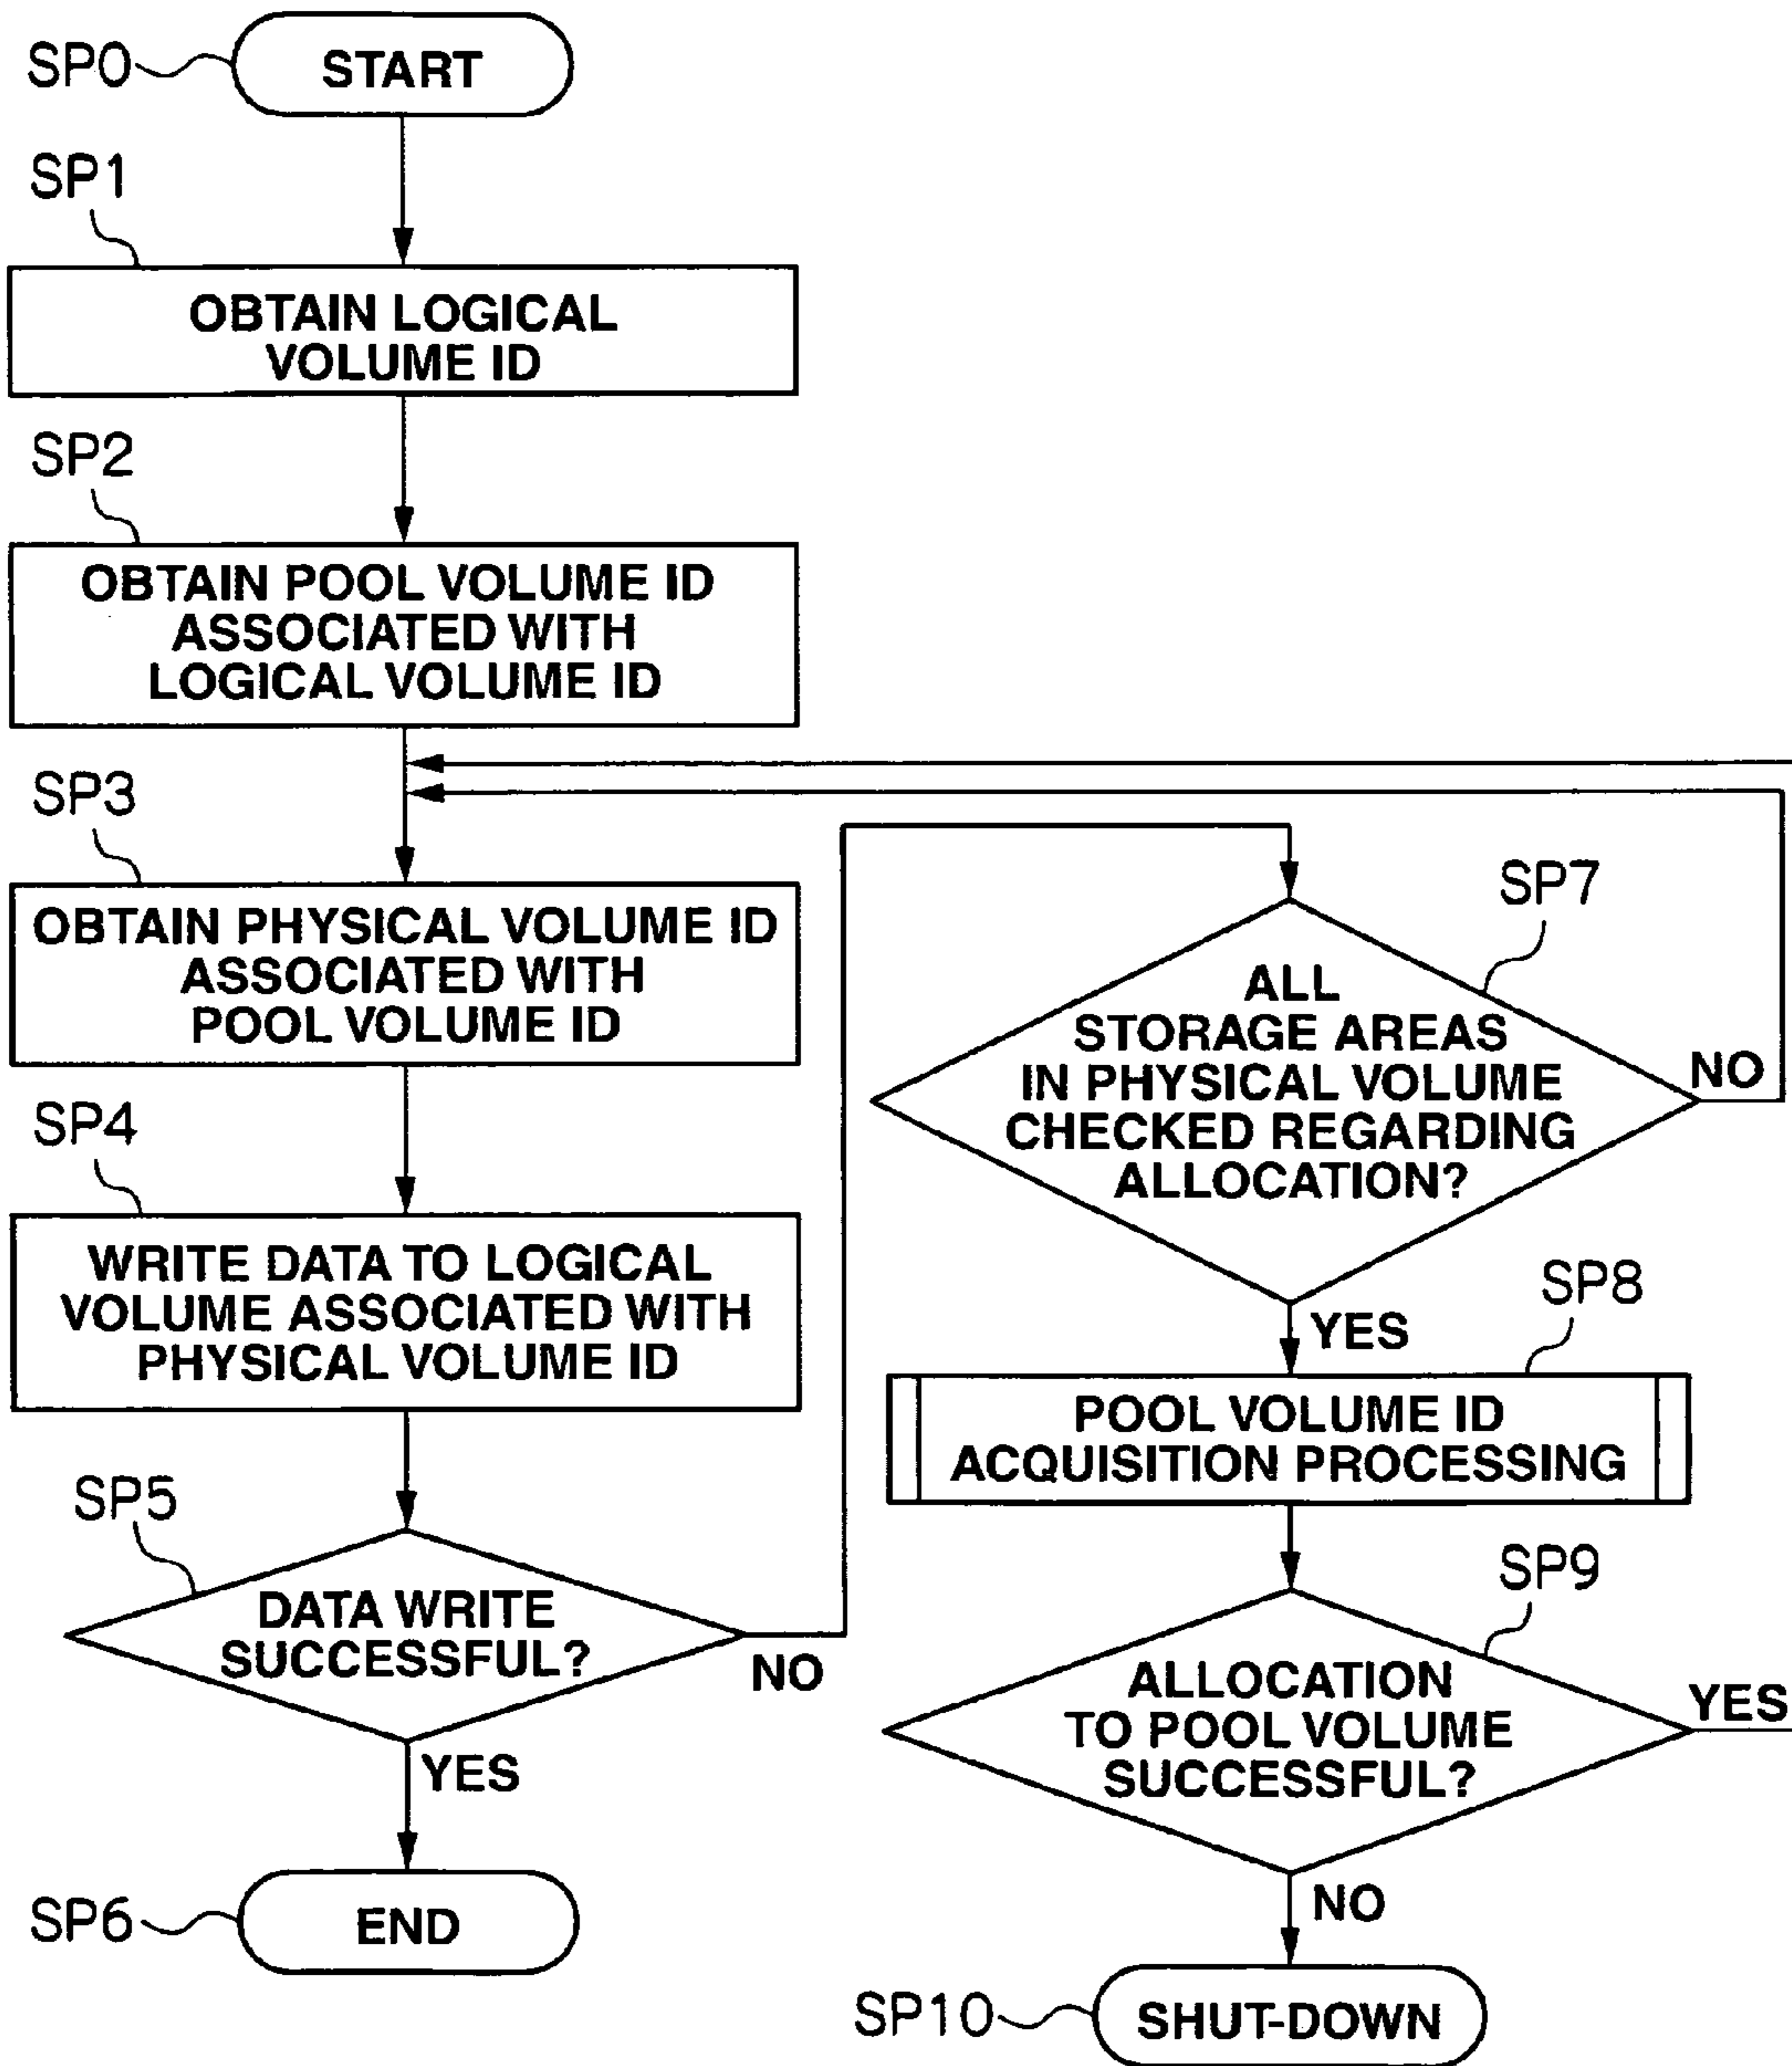 SP0
START
SP1
OBTAIN LOGICAL
VOLUME ID
SP2
OBTAIN POOL VOLUME ID
ASSOCIATED WITH
LOGICAL VOLUME ID
SP3
OBTAIN PHYSICAL VOLUME ID
ASSOCIATED WITH
POOL VOLUME ID
SP4
WRITE DATA TO LOGICAL
VOLUME ASSOCIATED WITH
PHYSICAL VOLUME ID
SP5
DATA WRITE
SUCCESSFUL?
NO
YES
SP6
END
SP7
ALL
STORAGE AREAS
IN PHYSICAL VOLUME
CHECKED REGARDING
ALLOCATION?
NO
YES
SP8
POOL VOLUME ID
ACQUISITION PROCESSING
SP9
ALLOCATION
TO POOL VOLUME
SUCCESSFUL?
YES
NO
SP10
SHUT-DOWN